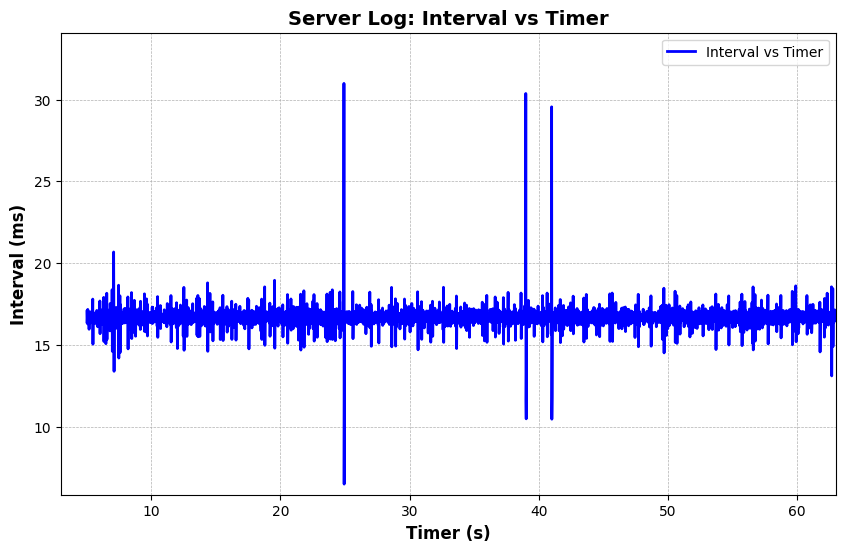 Server Log: Interval vs Timer
Interval vs Timer
30
25
20
15
10
Interval (ms)
10 20 30 40 50 60
Timer (s)